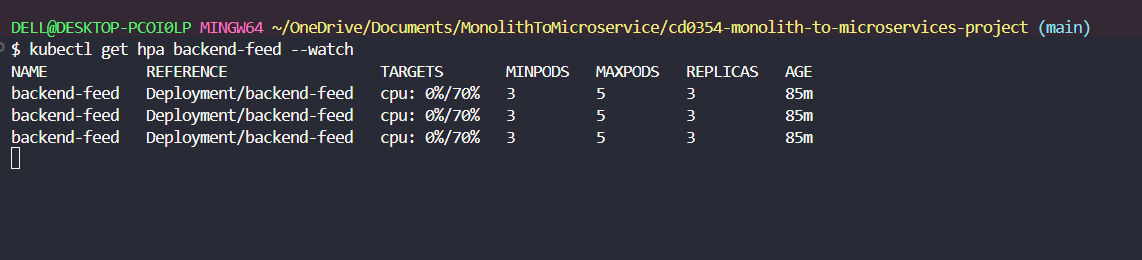 DELL@DESKTOP-PCOI0LP MINGW64 ~/OneDrive/Documents/MonolithToMicroservice/cd0354-monolith-to-microservices-project (main)
$ kubectl get hpa backend-feed --watch
NAME REFERENCE TARGETS MINPODS MAXPODS REPLICAS AGE
backend-feed Deployment/backend-feed cpu: 0%/70% 3 5 3 85m
backend-feed Deployment/backend-feed cpu: 0%/70% 3 5 3 85m
backend-feed Deployment/backend-feed cpu: 0%/70% 3 5 3 85m